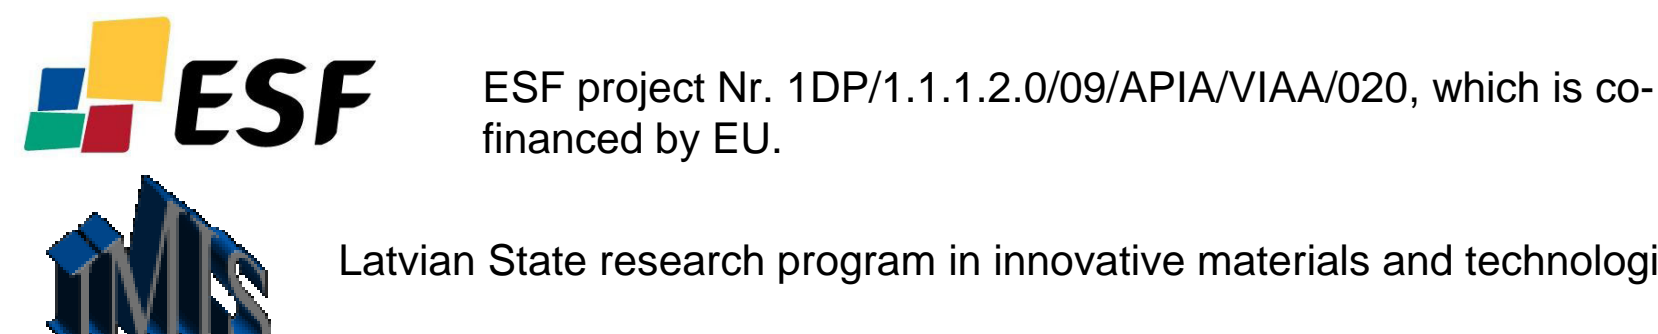 ESF
ESF project Nr. 1DP/1.1.1.2.0/09/APIA/VIAA/020, which is co-
financed by EU.
IMIS
Latvian State research program in innovative materials and technologi